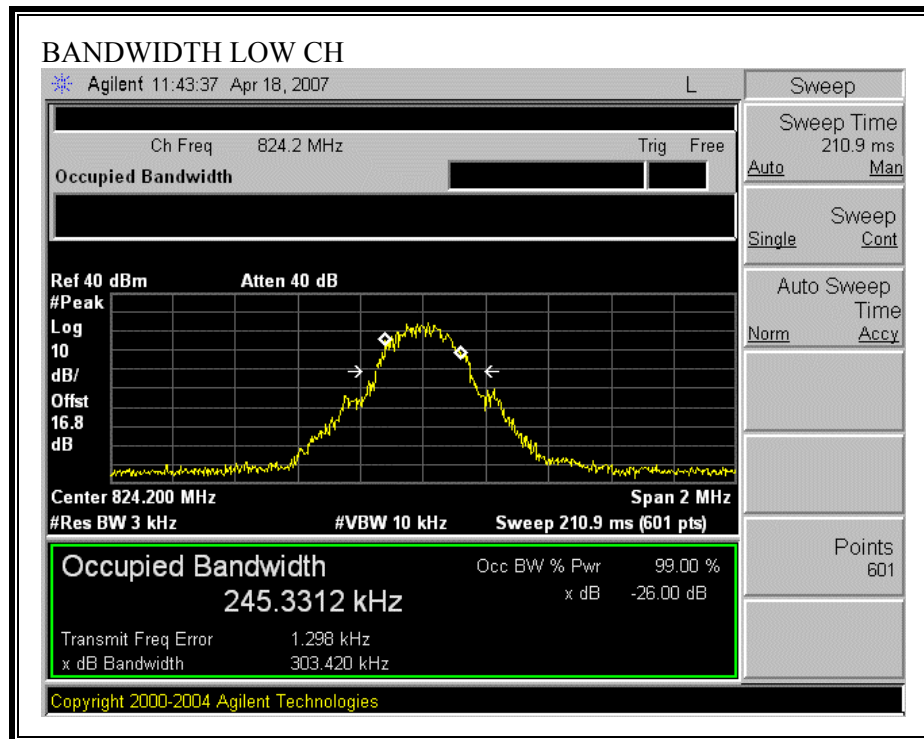 BANDWIDTH LOW CH
Agilent 11:43:37 Apr 18, 2007 L
Ch Freq 824.2 MHz Trig Free
Occupied Bandwidth
Ref 40 dBm Atten 40 dB
#Peak
Log
10
dB/
Offst
16.8
dB
Center 824.200 MHz Span 2 MHz
#Res BW 3 kHz #VBW 10 kHz Sweep 210.9 ms (601 pts)
Occupied Bandwidth Occ BW % Pwr 99.00 %
245.3312 kHz x dB -26.00 dB
Transmit Freq Error 1.298 kHz
x dB Bandwidth 303.420 kHz
Copyright 2000-2004 Agilent Technologies
Sweep
Sweep Time
210.9 ms
Auto Man
Sweep
Single Cont
Auto Sweep
Time
Norm Accy
Points
601